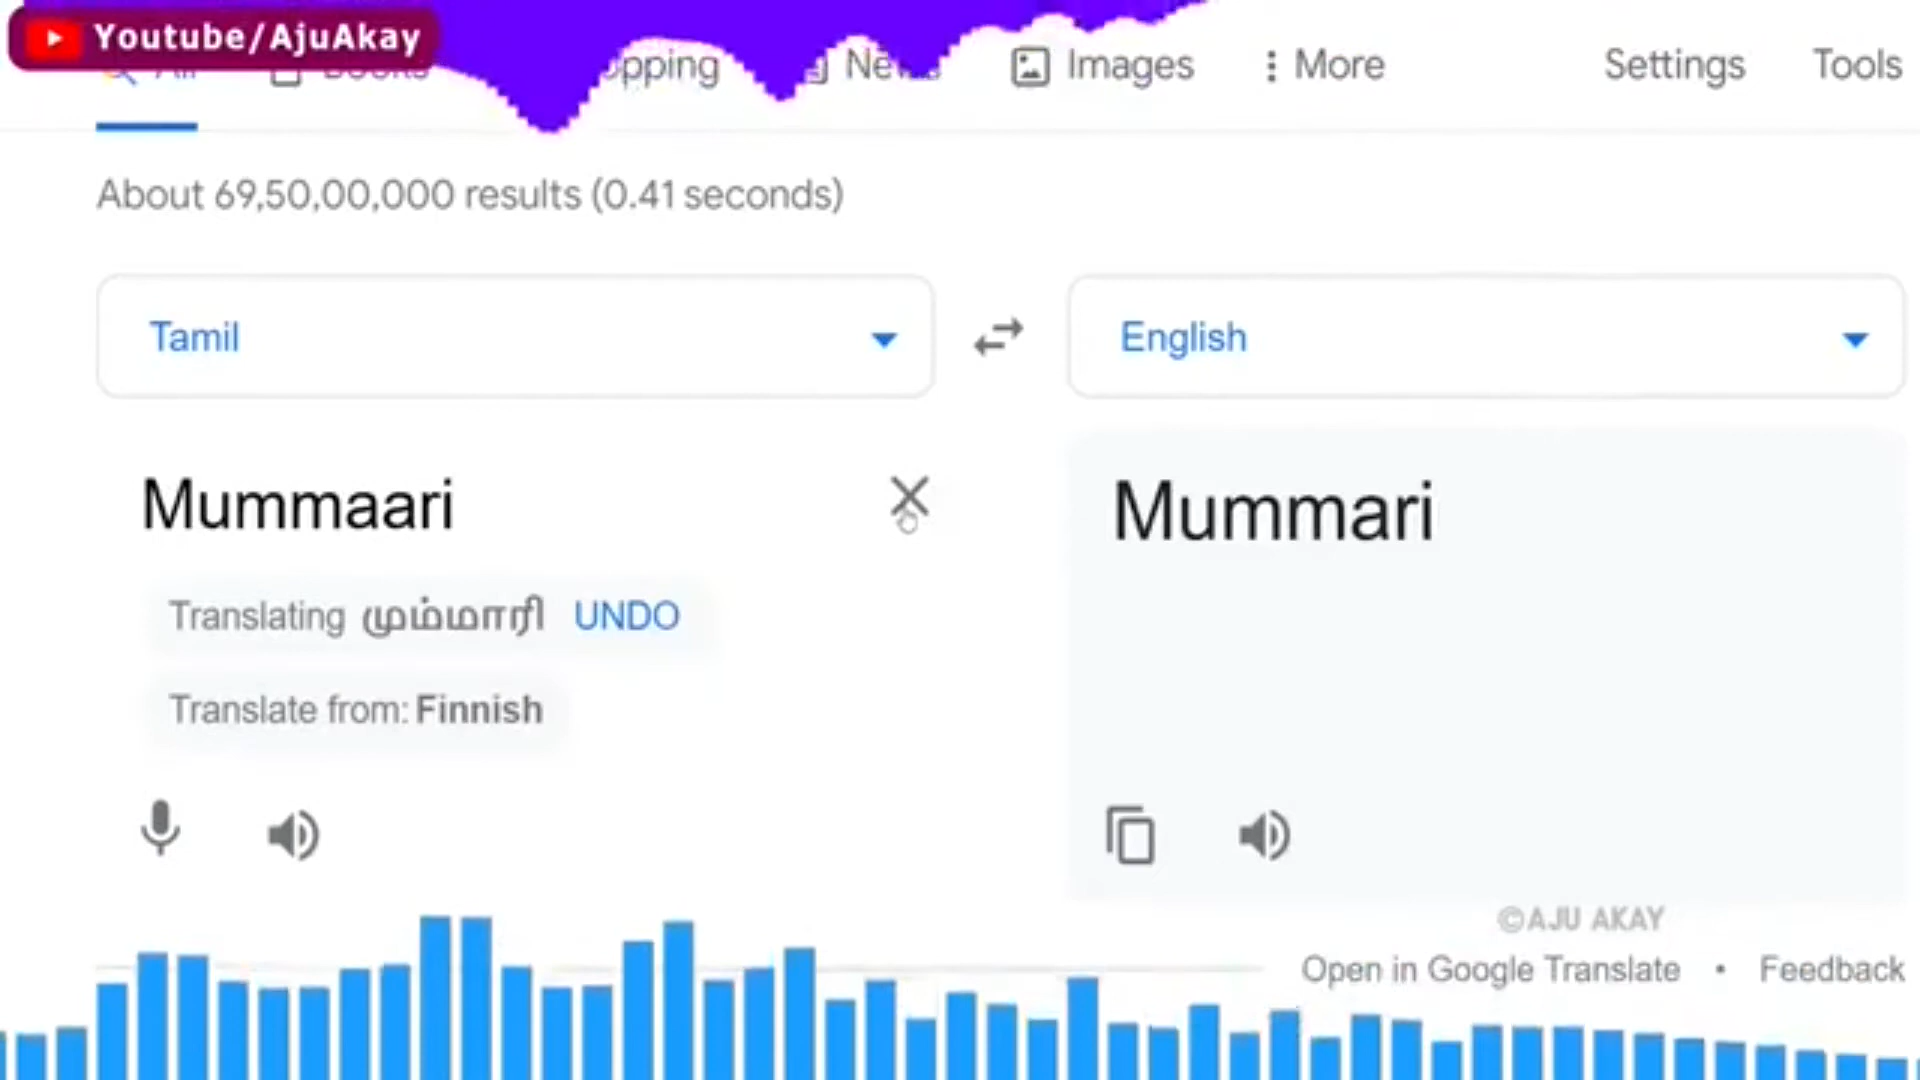 Youtube/AjuAkay
Images More Settings Tools
About 69,50,00,000 results (0.41 seconds)
Tamil English
Mummaari Mummari
Translating மும்மாரி UNDO
Translate from: Finnish
©AJU AKAY
Open in Google Translate • Feedback